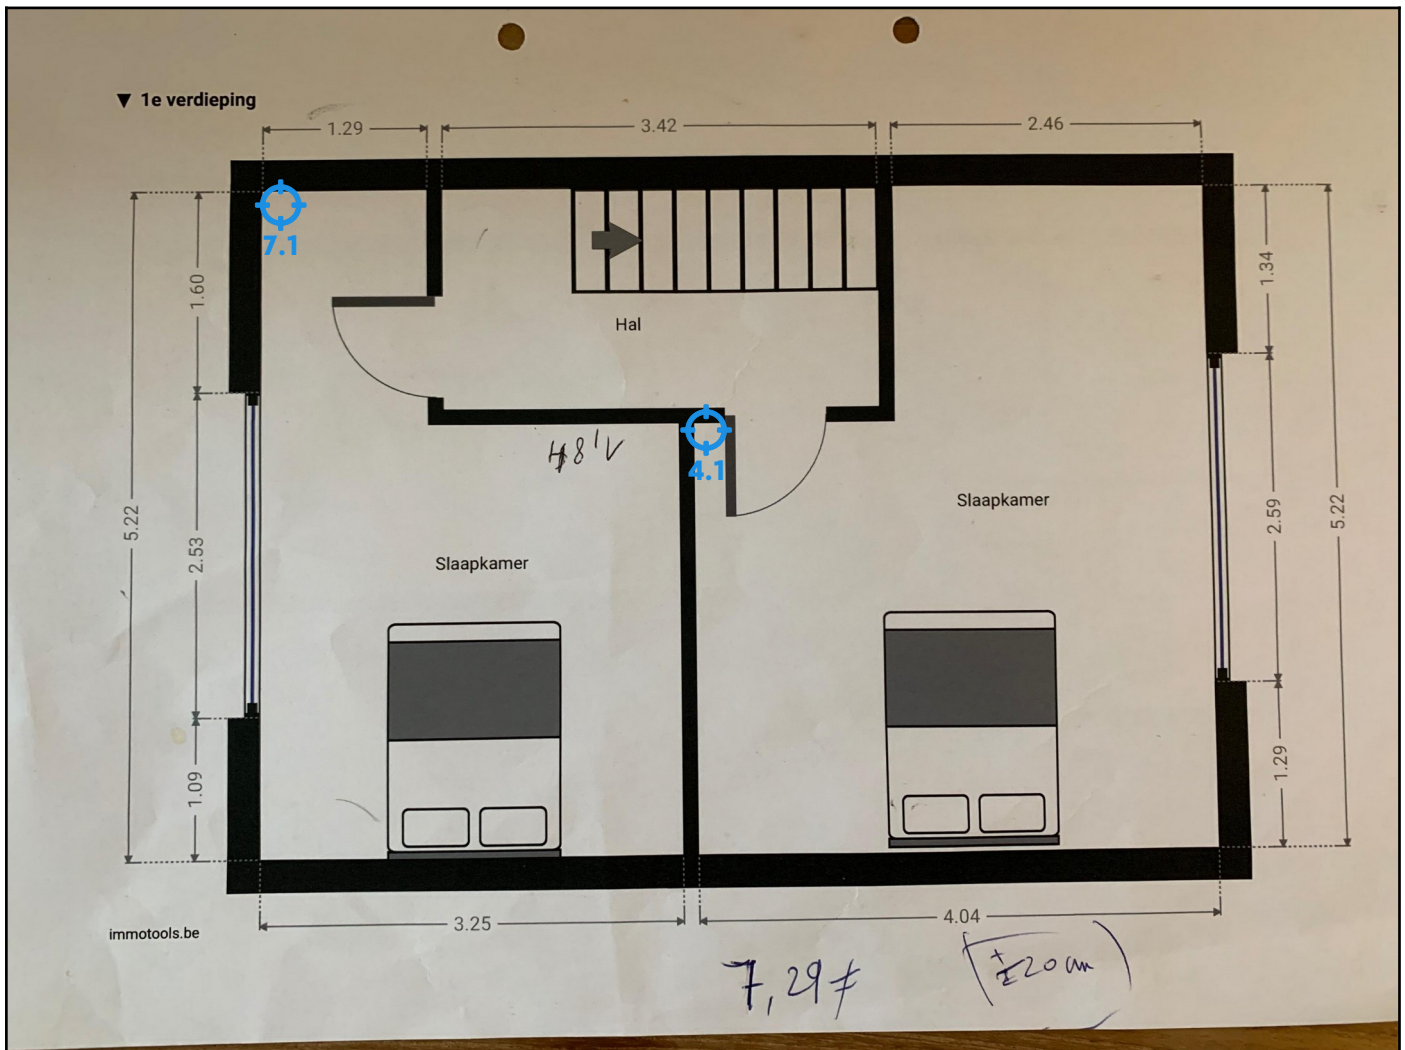 ▼ 1e verdieping
1.29
3.42
2.46
7.1
1.60
1.34
Hal
4.1
5.22
2.53
Slaapkamer
Slaapkamer
2.59
5.22
1.09
1.29
3.25
4.04
immotools.be
7,29
±20 cm